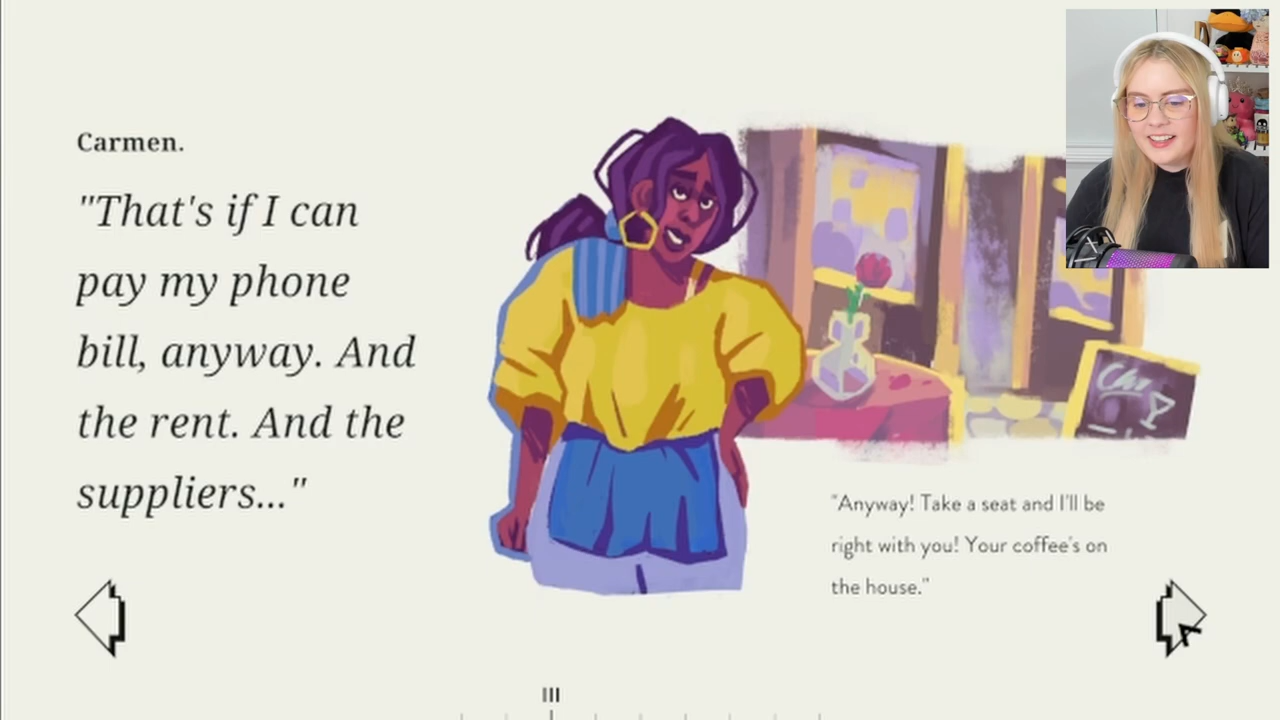 Carmen.
"That's if I can
pay my phone
bill, anyway. And
the rent. And the
suppliers..."
"Anyway! Take a seat and I'll be
right with you! Your coffee's on
the house."
III